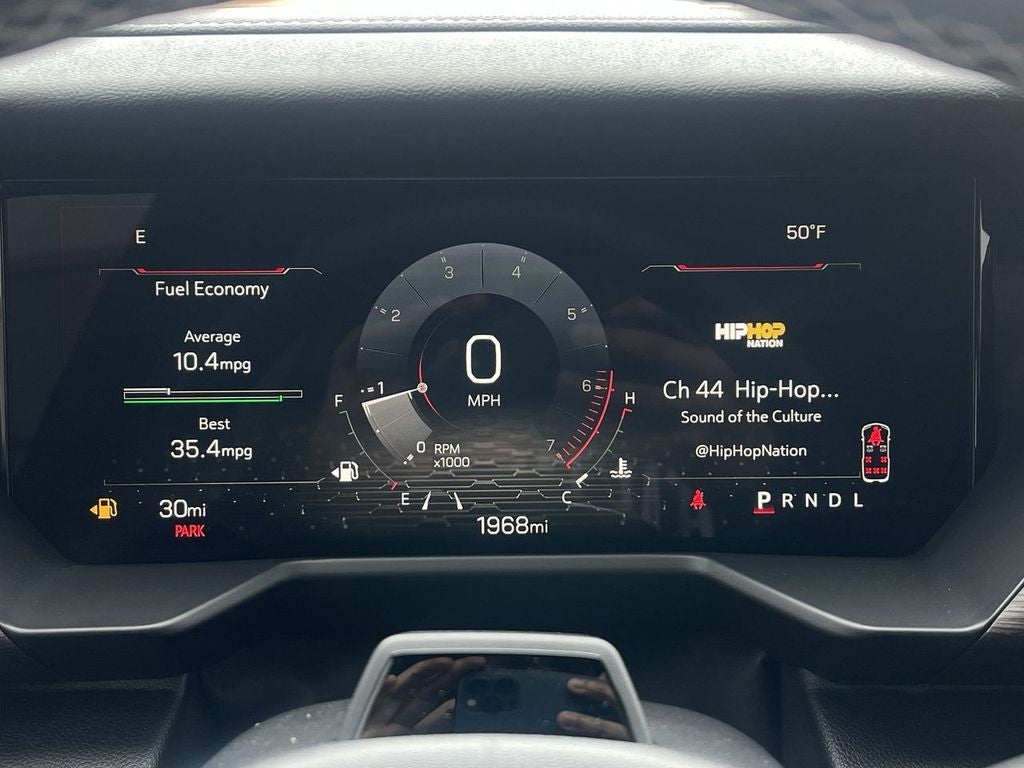 E
50°F
Fuel Economy
Average
10.4mpg
Best
35.4mpg
0
MPH
0
1
2
3
4
5
6
7
RPM
x1000
F
E
H
C
HIPHOP
NATION
Ch 44 Hip-Hop...
Sound of the Culture
@HipHopNation
30mi
PARK
1968mi
P R N D L